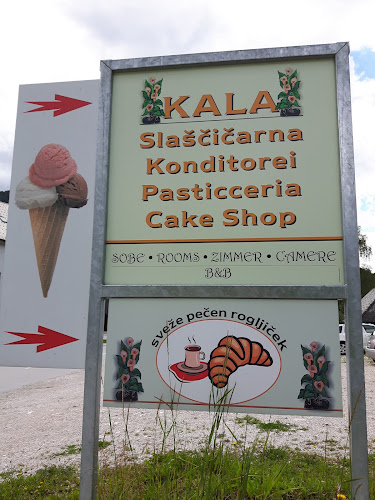 KALA
Slaščičarna
Konditorei
Pasticceria
Cake Shop
SOBE • ROOMS • ZIMMER • CAMERE
B&B
sveže pečen rogljiček